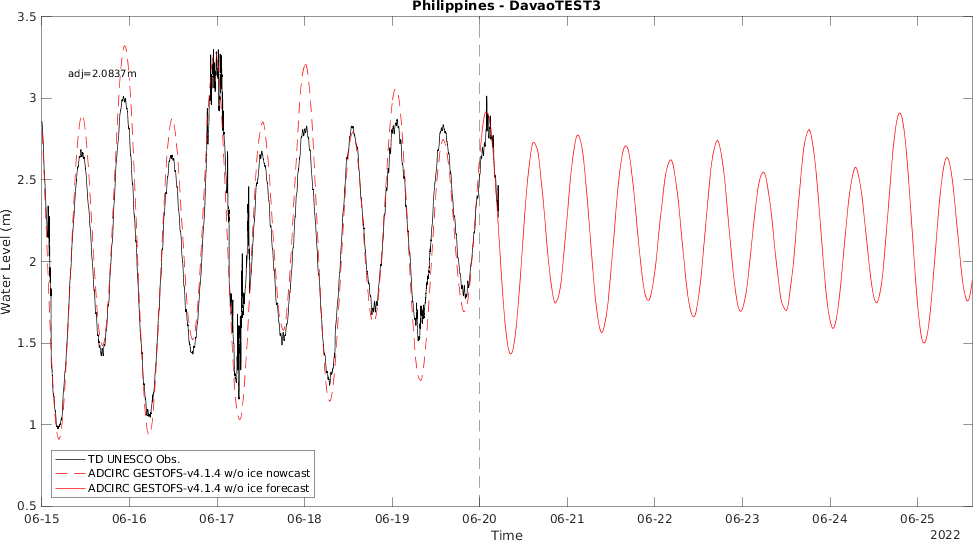 Philippines - DavaoTEST3
3.5
3
2.5
2
1.5
1
0.5
Water Level (m)
adj=2.0837m
TD UNESCO Obs.
ADCIRC GESTOFS-v4.1.4 w/o ice nowcast
ADCIRC GESTOFS-v4.1.4 w/o ice forecast
06-15 06-16 06-17 06-18 06-19 06-20 06-21 06-22 06-23 06-24 06-25
Time
2022